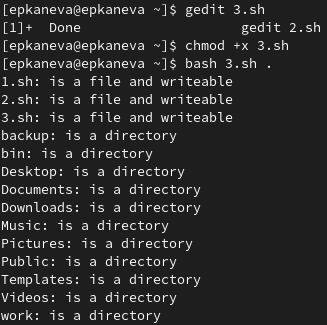 [epkaneva@epkaneva ~]$ gedit 3.sh
[1]+  Done                    gedit 2.sh
[epkaneva@epkaneva ~]$ chmod +x 3.sh
[epkaneva@epkaneva ~]$ bash 3.sh .
1.sh: is a file and writeable
2.sh: is a file and writeable
3.sh: is a file and writeable
backup: is a directory
bin: is a directory
Desktop: is a directory
Documents: is a directory
Downloads: is a directory
Music: is a directory
Pictures: is a directory
Public: is a directory
Templates: is a directory
Videos: is a directory
work: is a directory